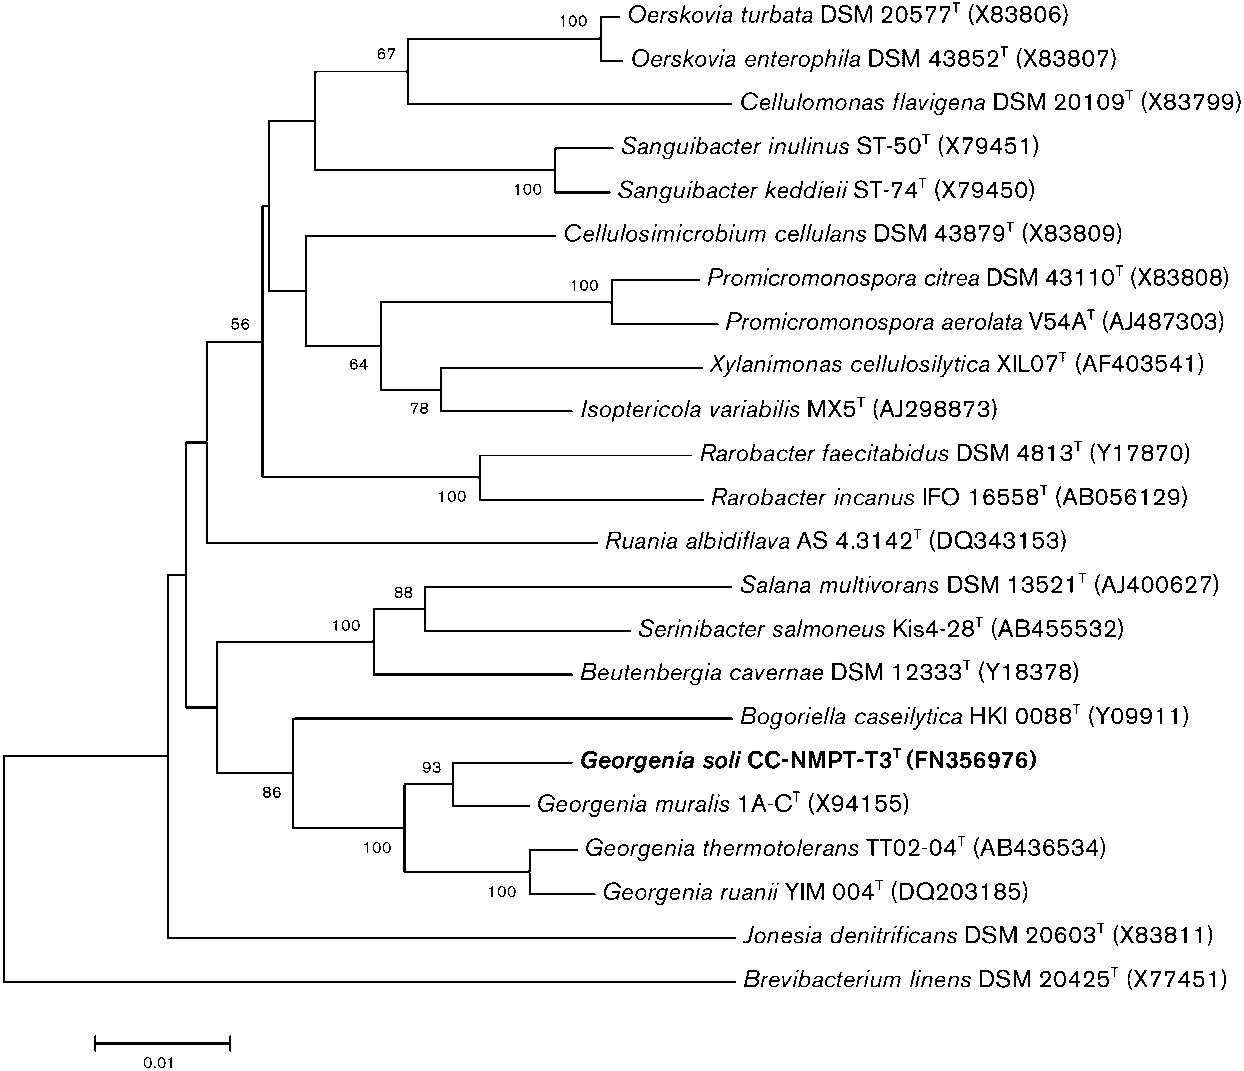 100
Oerskovia turbata DSM 20577ᵀ (X83806)
67
Oerskovia enterophila DSM 43852ᵀ (X83807)
Cellulomonas flavigena DSM 20109ᵀ (X83799)
Sanguibacter inulinus ST-50ᵀ (X79451)
100
Sanguibacter keddieii ST-74ᵀ (X79450)
Cellulosimicrobium cellulans DSM 43879ᵀ (X83809)
100
Promicromonospora citrea DSM 43110ᵀ (X83808)
56
Promicromonospora aerolata V54Aᵀ (AJ487303)
64
Xylanimonas cellulosilytica XIL07ᵀ (AF403541)
78
Isoptericola variabilis MX5ᵀ (AJ298873)
Rarobacter faecitabidus DSM 4813ᵀ (Y17870)
100
Rarobacter incanus IFO 16558ᵀ (AB056129)
Ruania albidiflava AS 4.3142ᵀ (DQ343153)
88
Salana multivorans DSM 13521ᵀ (AJ400627)
100
Serinibacter salmoneus Kis4-28ᵀ (AB455532)
Beutenbergia cavernae DSM 12333ᵀ (Y18378)
Bogoriella caseilytica HKI 0088ᵀ (Y09911)
93
Georgenia soli CC-NMPT-T3ᵀ (FN356976)
86
Georgenia muralis 1A-Cᵀ (X94155)
100
Georgenia thermotolerans TT02-04ᵀ (AB436534)
100
Georgenia ruanii YIM 004ᵀ (DQ203185)
Jonesia denitrificans DSM 20603ᵀ (X83811)
Brevibacterium linens DSM 20425ᵀ (X77451)
0.01